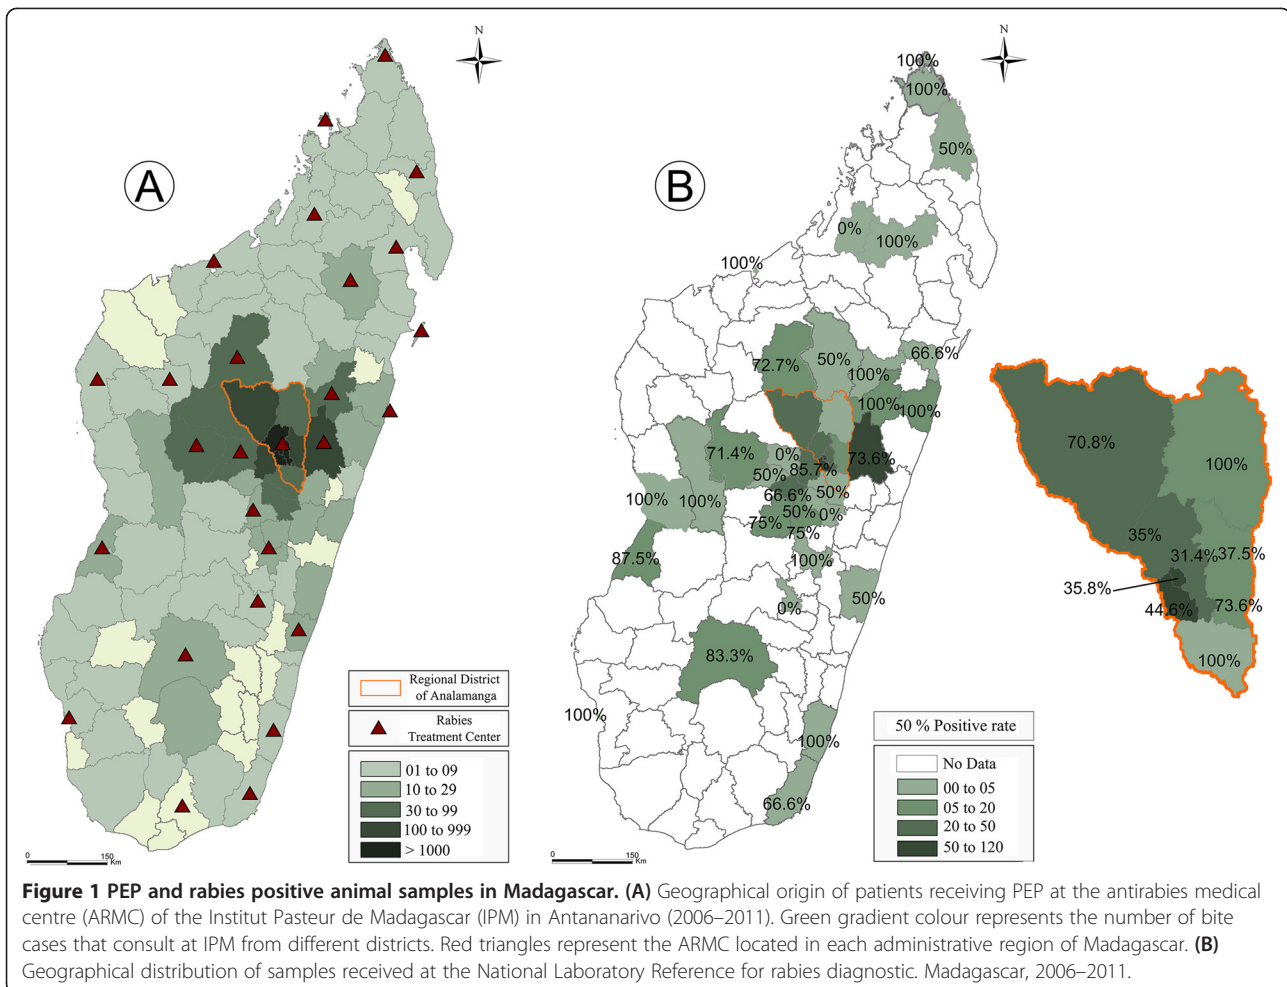 N
N
A
B
100%
100%
50%
0%
100%
100%
72.7%
50%
100%
66.6%
100%
100%
71.4%
0%
50%
85.7%
73.6%
66.6%
50%
100%
100%
50%
0%
75%
75%
87.5%
100%
0%
50%
83.3%
100%
100%
66.6%
70.8%
100%
35%
31.4%
37.5%
35.8%
44.6%
73.6%
100%
Regional District
of Analamanga
Rabies
Treatment Center
01 to 09
10 to 29
30 to 99
100 to 999
> 1000
0 150
Km
50 % Positive rate
No Data
00 to 05
05 to 20
20 to 50
50 to 120
0 150
Km
Figure 1 PEP and rabies positive animal samples in Madagascar. (A) Geographical origin of patients receiving PEP at the antirabies medical
centre (ARMC) of the Institut Pasteur de Madagascar (IPM) in Antananarivo (2006–2011). Green gradient colour represents the number of bite
cases that consult at IPM from different districts. Red triangles represent the ARMC located in each administrative region of Madagascar. (B)
Geographical distribution of samples received at the National Laboratory Reference for rabies diagnostic. Madagascar, 2006–2011.